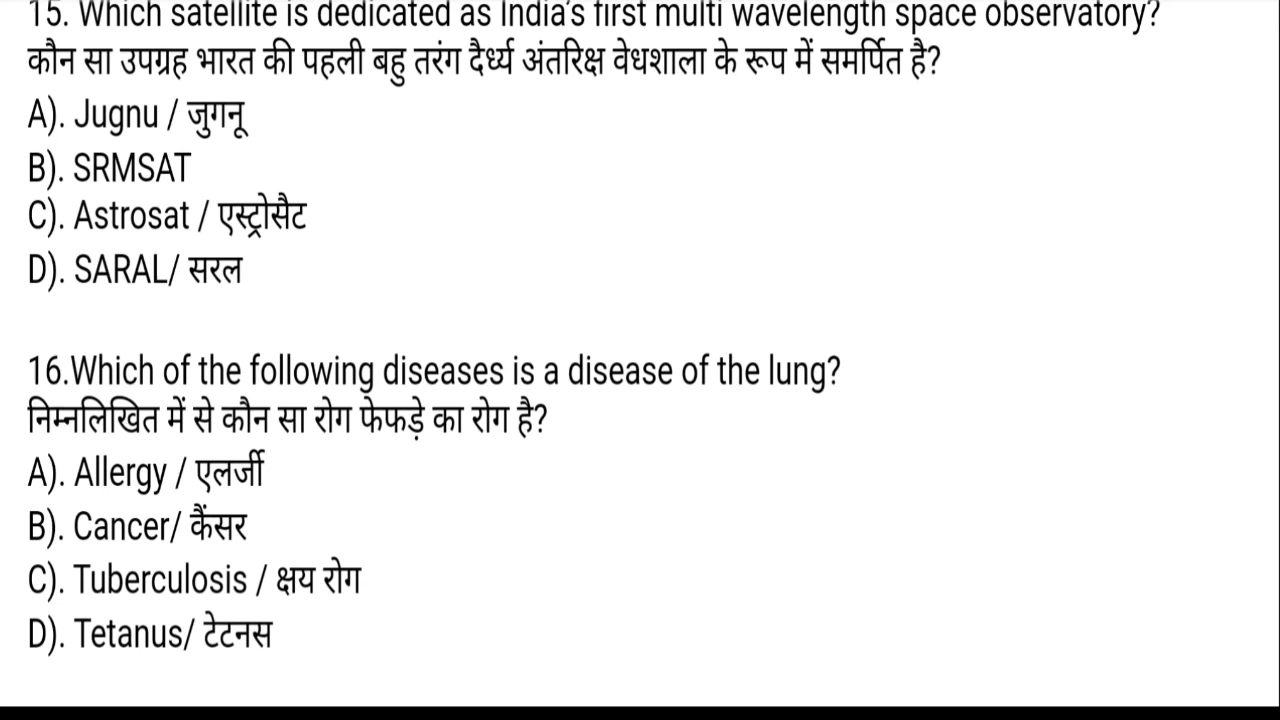 15. Which satellite is dedicated as India's first multi wavelength space observatory?
कौन सा उपग्रह भारत की पहली बहु तरंग दैर्ध्य अंतरिक्ष वेधशाला के रूप में समर्पित है?
A). Jugnu / जुगनू
B). SRMSAT
C). Astrosat / एस्ट्रोसैट
D). SARAL/ सरल
16.Which of the following diseases is a disease of the lung?
निम्नलिखित में से कौन सा रोग फेफड़े का रोग है?
A). Allergy / एलर्जी
B). Cancer/ कैंसर
C). Tuberculosis / क्षय रोग
D). Tetanus/ टेटनस